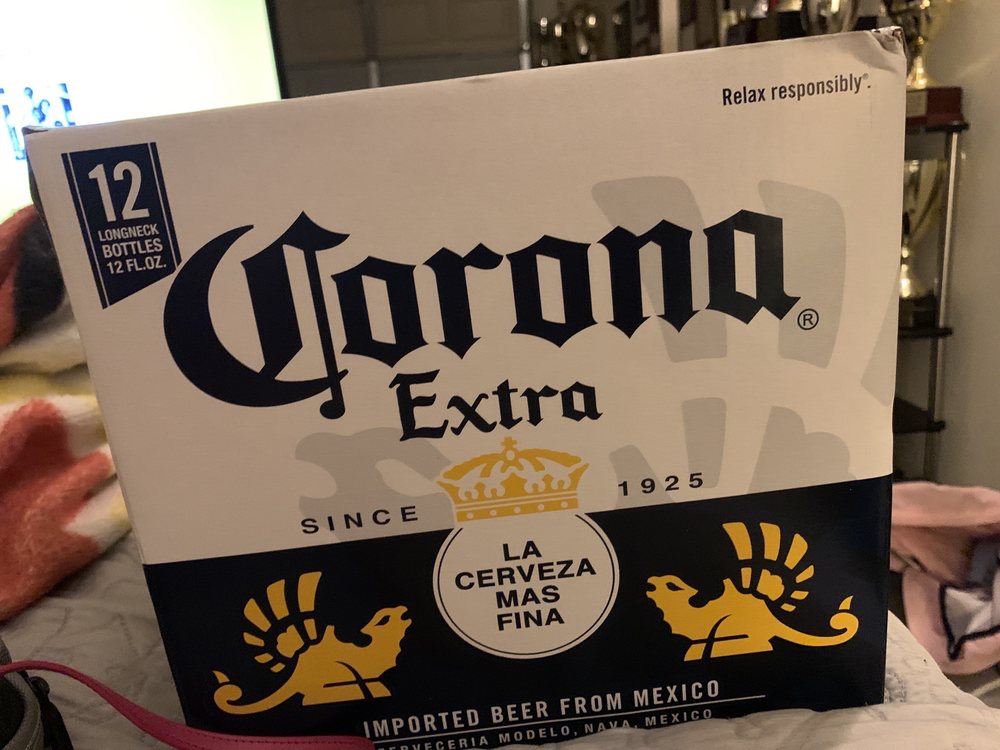 Relax responsibly®.
12
LONGNECK
BOTTLES
12 FL.OZ.
Corona®
Extra
SINCE 1925
LA
CERVEZA
MAS
FINA
IMPORTED BEER FROM MEXICO
CERVECERIA MODELO, NAVA, MEXICO